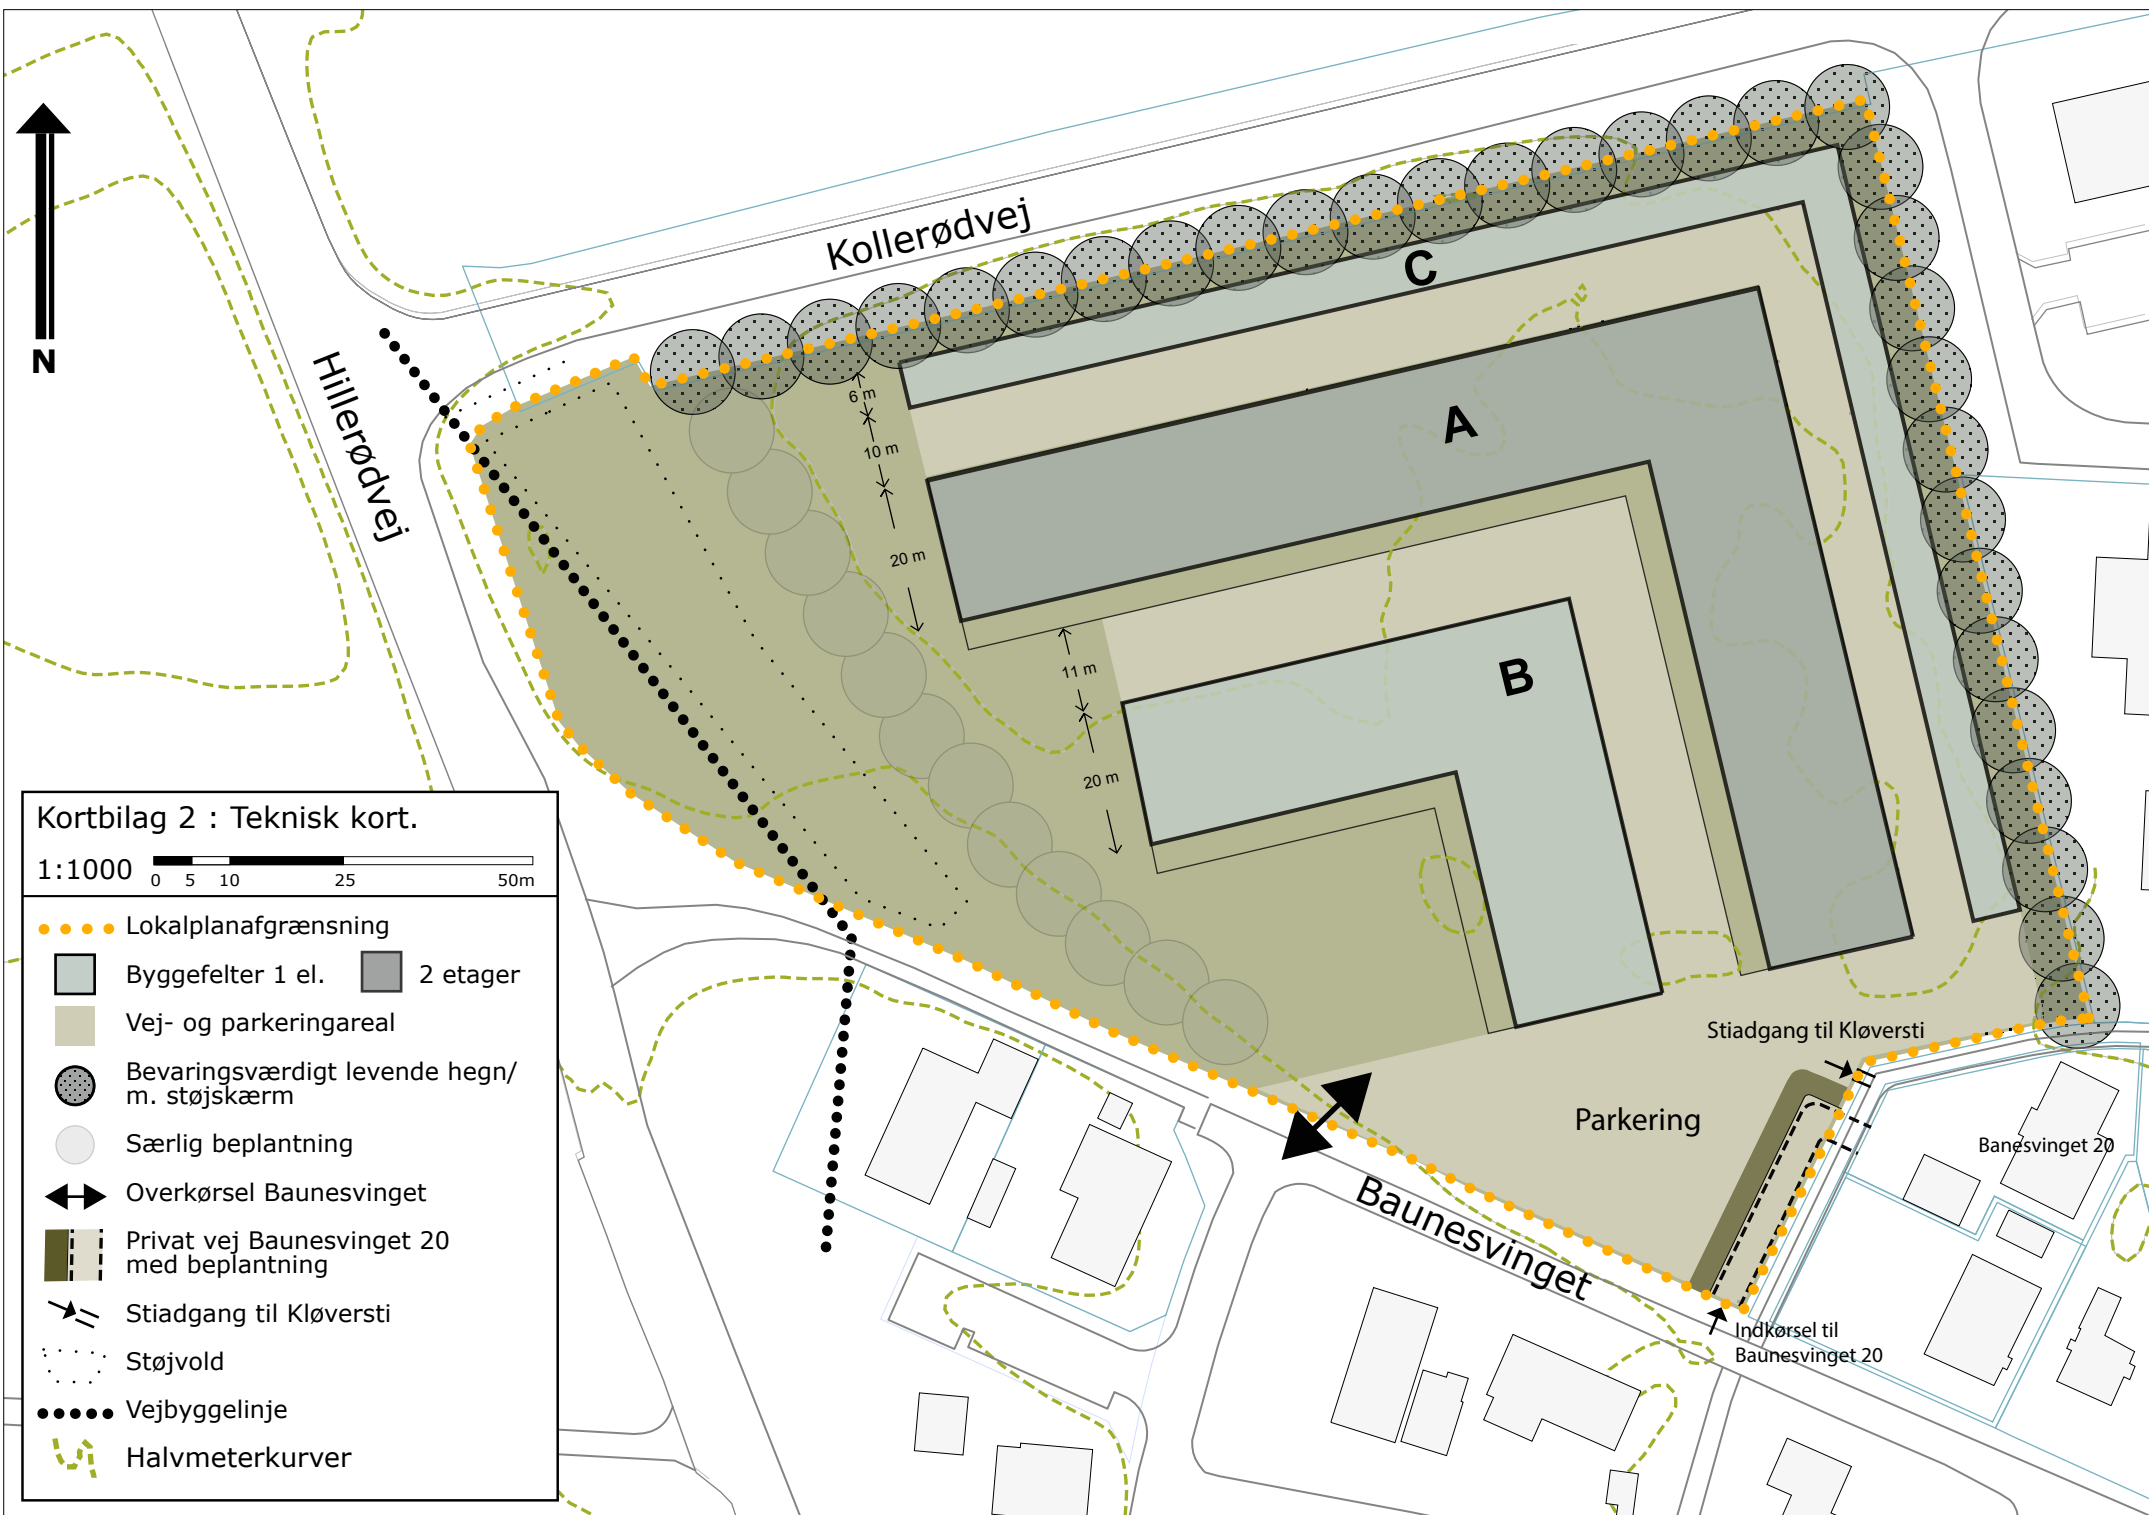 Kollerødvej
Hillerødvej
N
C
A
B
6 m
10 m
20 m
11 m
20 m
Stiadgang til Kløversti
Parkering
Banesvinget 20
Baunesvinget
Indkørsel til
Baunesvinget 20
Kortbilag 2 : Teknisk kort.
1:1000
0 5 10 25 50m
Lokalplanafgrænsning
Byggefelter 1 el. 2 etager
Vej- og parkeringareal
Bevaringsværdigt levende hegn/
m. støjskærm
Særlig beplantning
Overkørsel Baunesvinget
Privat vej Baunesvinget 20
med beplantning
Stiadgang til Kløversti
Støjvold
Vejbyggelinje
Halvmeterkurver